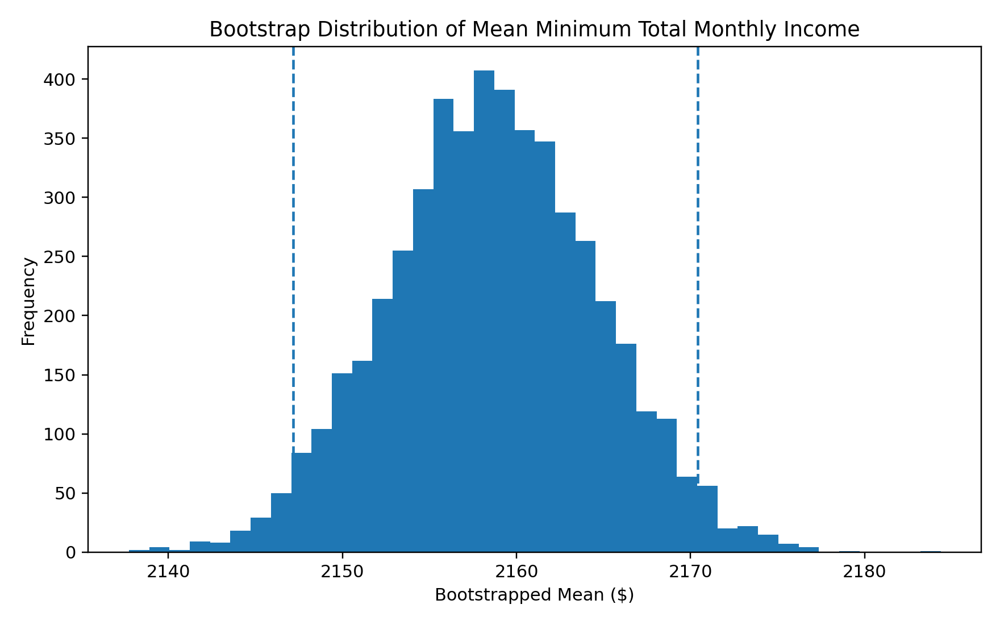 Bootstrap Distribution of Mean Minimum Total Monthly Income
400
350
300
250
200
150
100
50
0
Frequency
2140 2150 2160 2170 2180
Bootstrapped Mean ($)